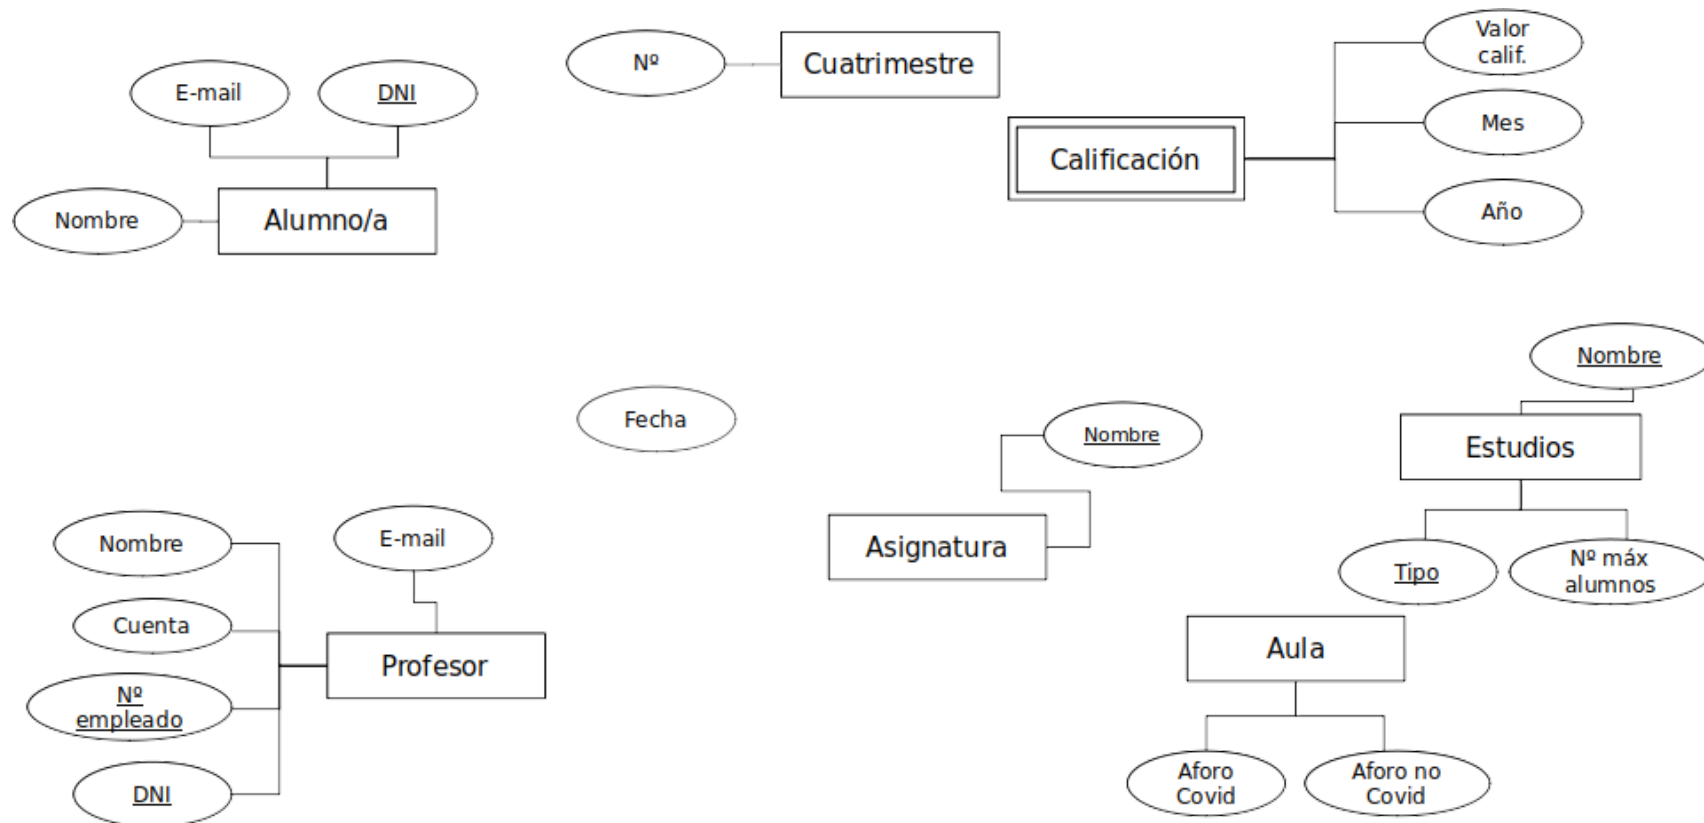 Nº
Cuatrimestre
Valor
calif.
E-mail
DNI
Mes
Calificación
Nombre
Alumno/a
Año
Nombre
Fecha
Nombre
Estudios
Nombre
E-mail
Asignatura
Tipo
Nº máx
alumnos
Cuenta
Profesor
Aula
Nº
empleado
DNI
Aforo
Covid
Aforo no
Covid